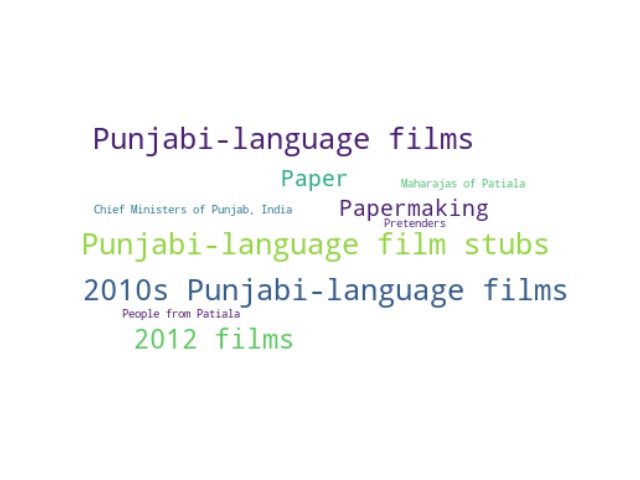 Punjabi-language films
Paper
Maharajas of Patiala
Chief Ministers of Punjab, India
Papermaking
Pretenders
Punjabi-language film stubs
2010s Punjabi-language films
People from Patiala
2012 films